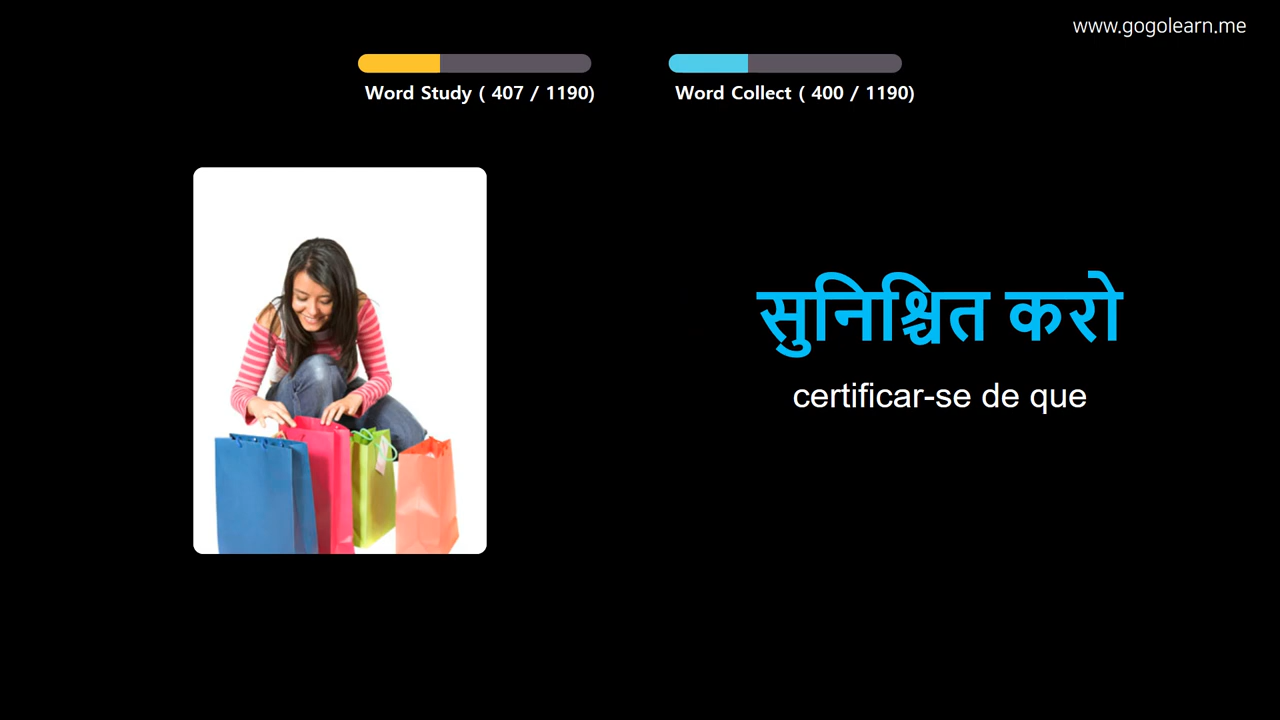 www.gogolearn.me
Word Study ( 407 / 1190)
Word Collect ( 400 / 1190)
सुनिश्चित करो
certificar-se de que